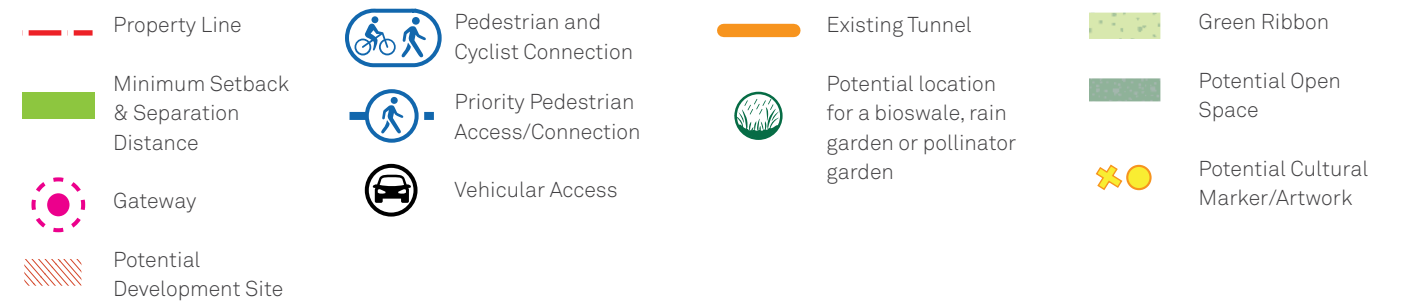 Property Line
Minimum Setback
& Separation
Distance
Gateway
Potential
Development Site
Pedestrian and
Cyclist Connection
Priority Pedestrian
Access/Connection
Vehicular Access
Existing Tunnel
Potential location
for a bioswale, rain
garden or pollinator
garden
Green Ribbon
Potential Open
Space
Potential Cultural
Marker/Artwork